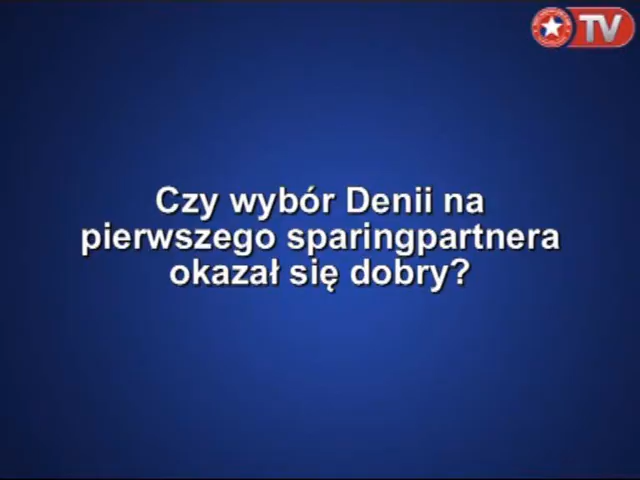 TV
Czy wybór Denii na
pierwszego sparingpartnera
okazał się dobry?